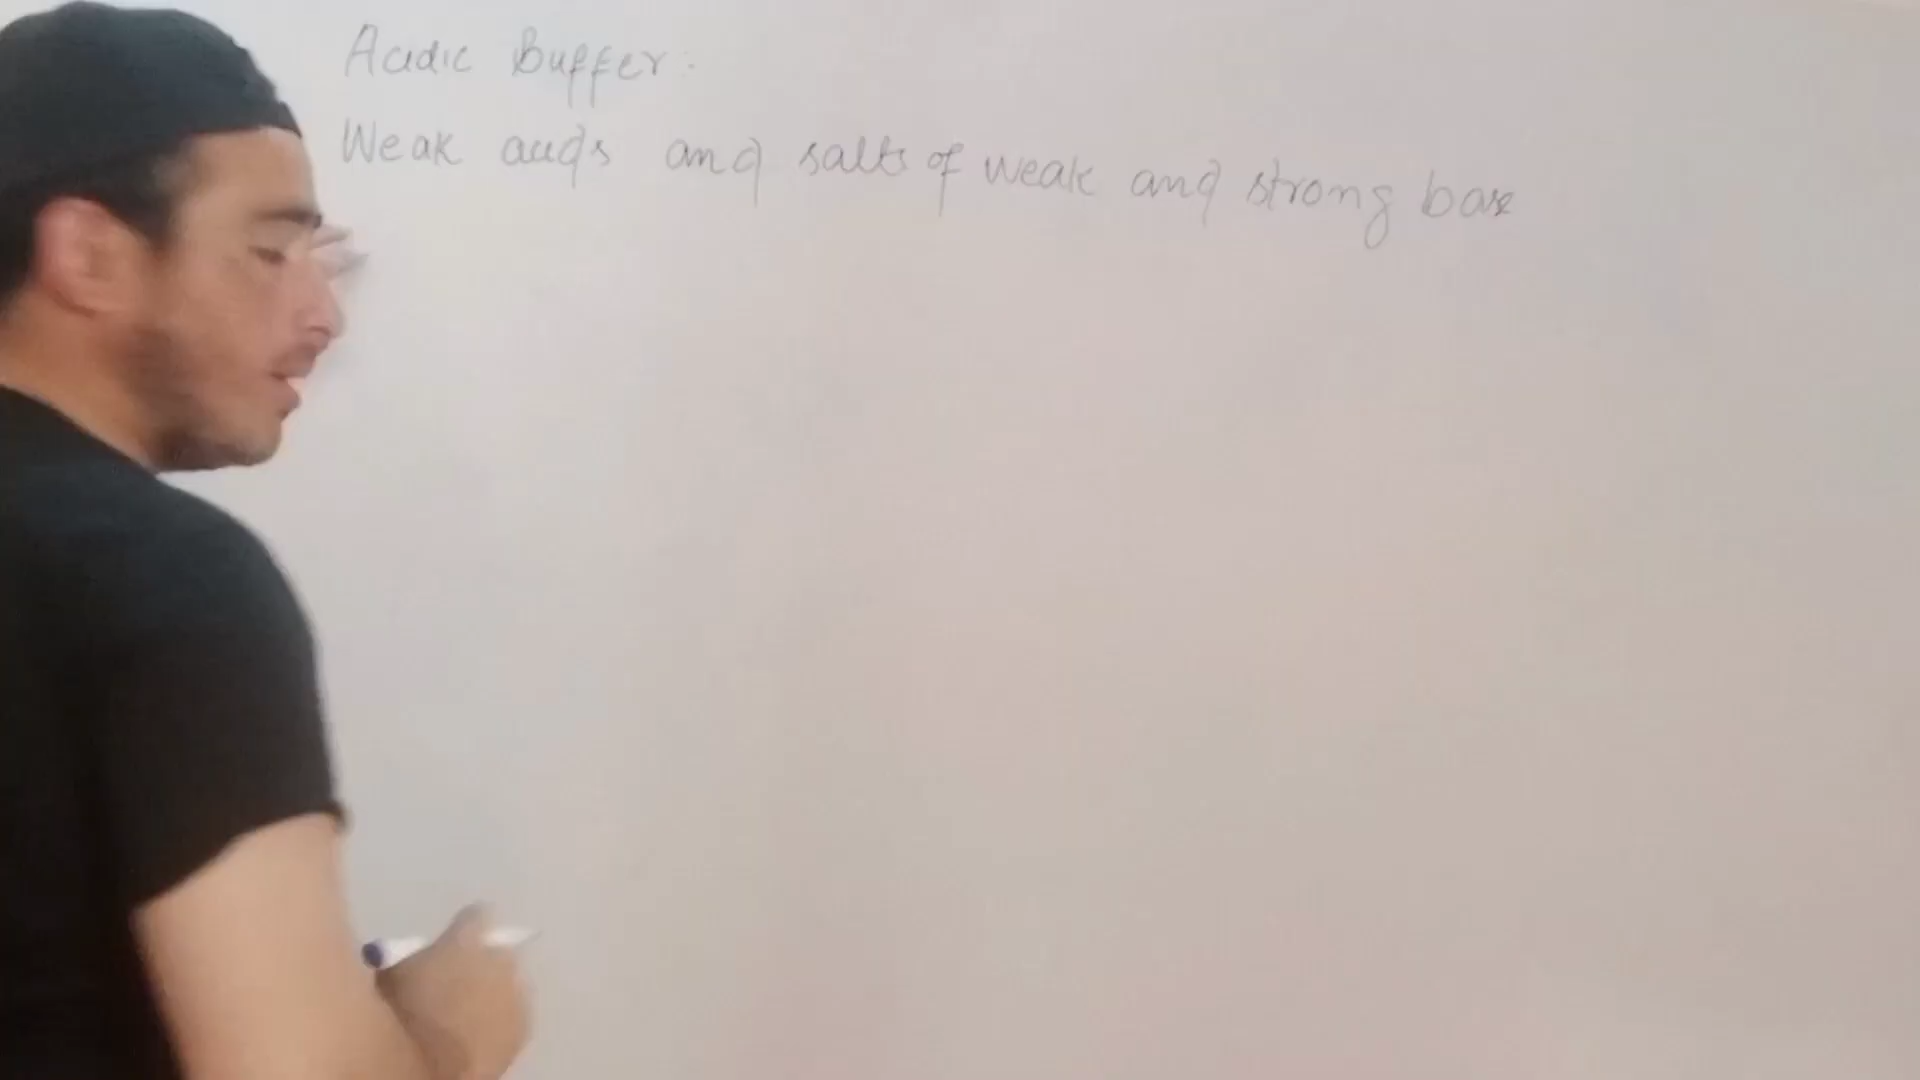 Acidic Buffer:
Weak acids and salts of weak and strong base